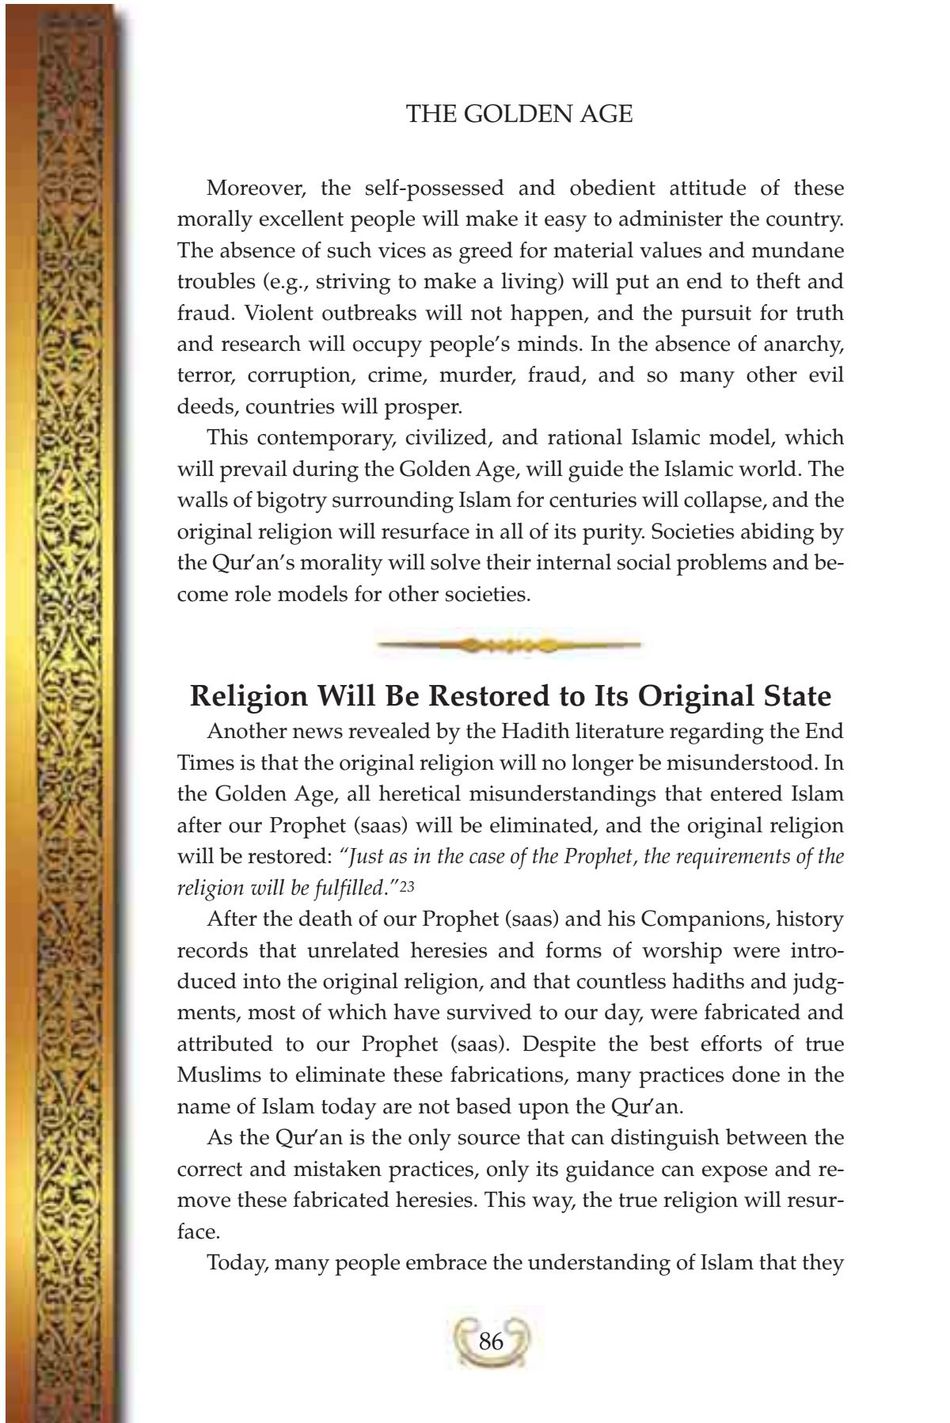 THE GOLDEN AGE
Moreover, the self-possessed and obedient attitude of these
morally excellent people will make it easy to administer the country.
The absence of such vices as greed for material values and mundane
troubles (e.g., striving to make a living) will put an end to theft and
fraud. Violent outbreaks will not happen, and the pursuit for truth
and research will occupy people’s minds. In the absence of anarchy,
terror, corruption, crime, murder, fraud, and so many other evil
deeds, countries will prosper.
This contemporary, civilized, and rational Islamic model, which
will prevail during the Golden Age, will guide the Islamic world. The
walls of bigotry surrounding Islam for centuries will collapse, and the
original religion will resurface in all of its purity. Societies abiding by
the Qur’an’s morality will solve their internal social problems and be-
come role models for other societies.
Religion Will Be Restored to Its Original State
Another news revealed by the Hadith literature regarding the End
Times is that the original religion will no longer be misunderstood. In
the Golden Age, all heretical misunderstandings that entered Islam
after our Prophet (saas) will be eliminated, and the original religion
will be restored: “Just as in the case of the Prophet, the requirements of the
religion will be fulfilled.”23
After the death of our Prophet (saas) and his Companions, history
records that unrelated heresies and forms of worship were intro-
duced into the original religion, and that countless hadiths and judg-
ments, most of which have survived to our day, were fabricated and
attributed to our Prophet (saas). Despite the best efforts of true
Muslims to eliminate these fabrications, many practices done in the
name of Islam today are not based upon the Qur’an.
As the Qur’an is the only source that can distinguish between the
correct and mistaken practices, only its guidance can expose and re-
move these fabricated heresies. This way, the true religion will resur-
face.
Today, many people embrace the understanding of Islam that they
86